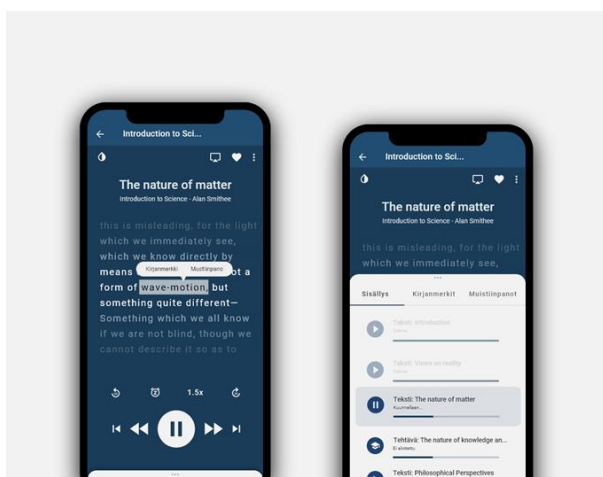 Introduction to Sci...
The nature of matter
Introduction to Science - Alan Smithee
this is misleading, for the light
which we immediately see,
which we know directly by
means
ot a
Kirjanmerkki
Muistiinpano
form of wave-motion, but
something quite different—
Something which we all know
if we are not blind, though we
cannot describe it so as to
1.5x
Introduction to Sci...
The nature of matter
Introduction to Science - Alan Smithee
this is misleading, for the light
which we immediately see,
Sisällys
Kirjanmerkit
Muistiinpanot
Teksti: Introduction
Teksti: Views on reality
Teksti: The nature of matter
Kuunnellaan...
Tehtävä: The nature of knowledge an...
Ei aloitettu
Teksti: Philosophical Perspectives